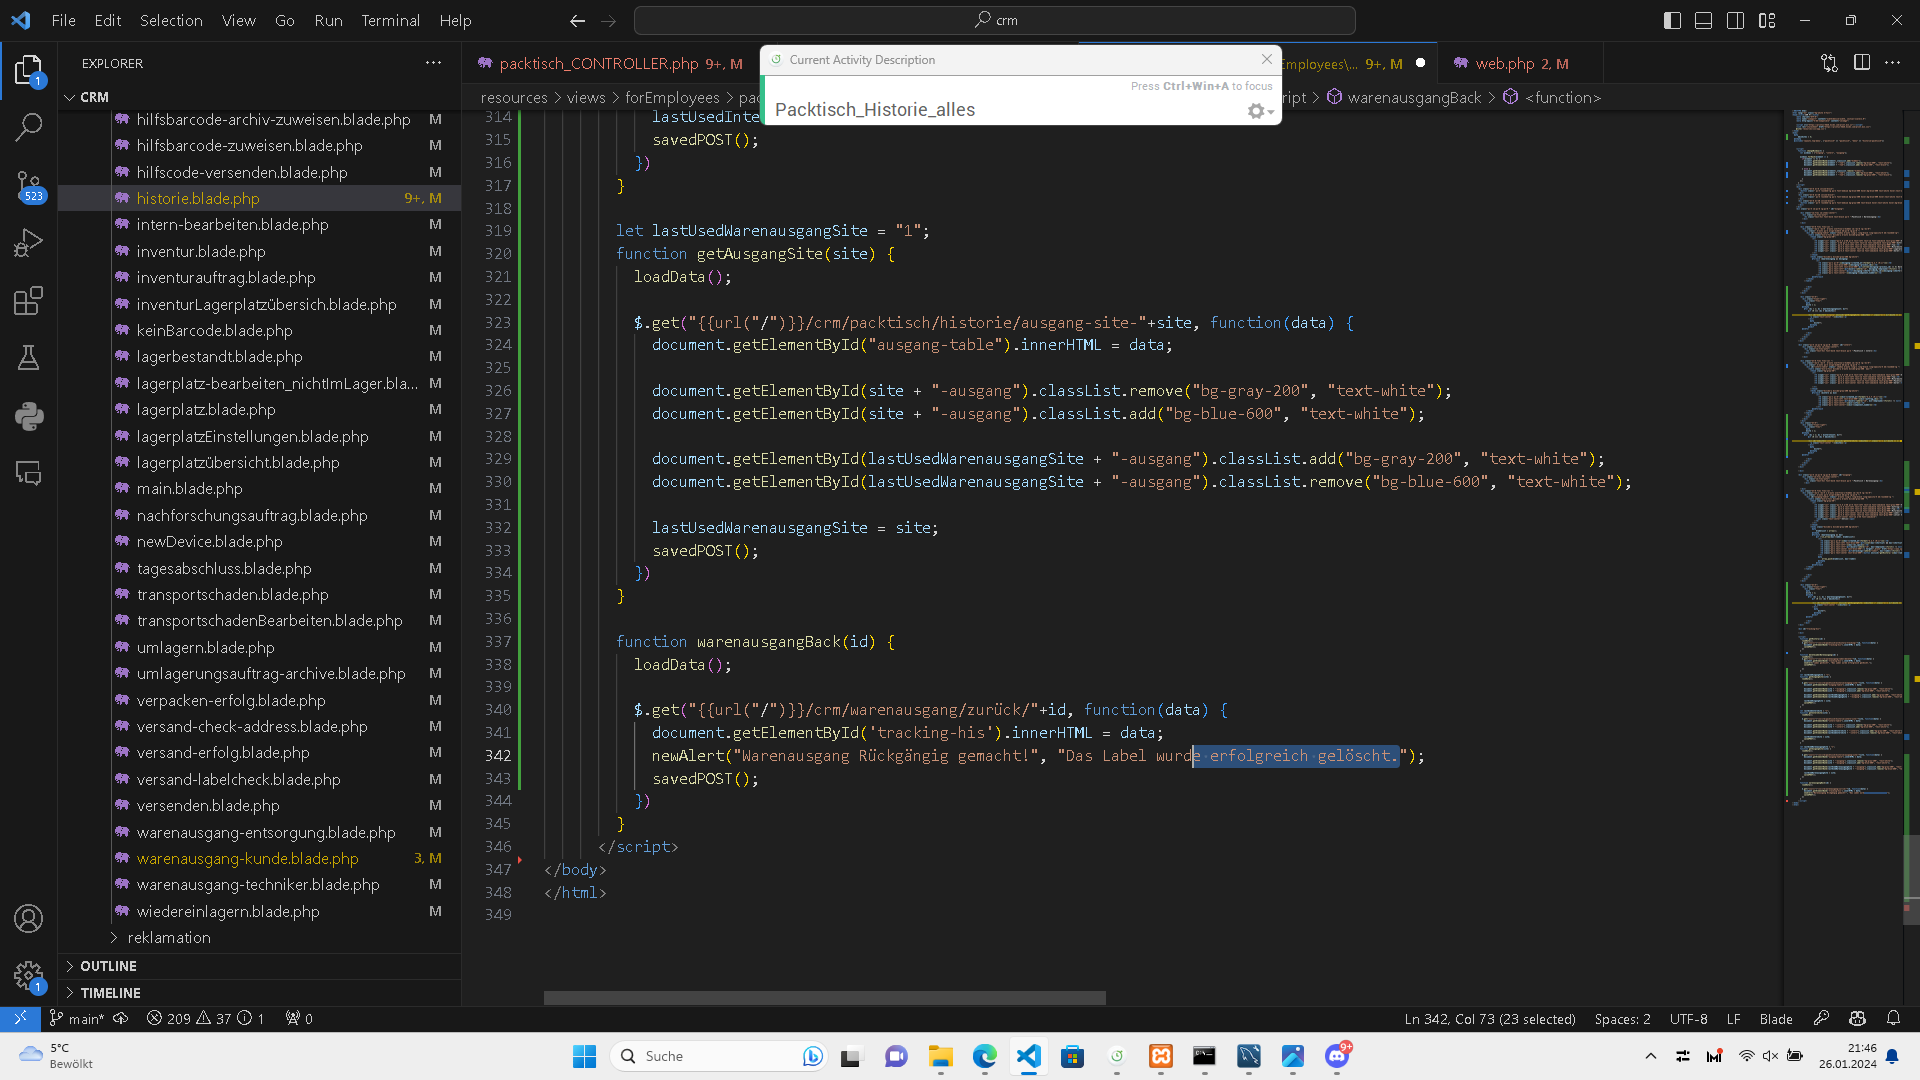 File Edit Selection View Go Run Terminal Help
crm
EXPLORER
packtisch_CONTROLLER.php 9+, M
Employees\... 9+, M
web.php 2, M
Current Activity Description
Press Ctrl+Win+A to focus
Packtisch_Historie_alles
resources > views > forEmployees >
> warenausgangBack > <function>
CRM
hilfsbarcode-archiv-zuweisen.blade.php M
hilfsbarcode-zuweisen.blade.php M
hilfscode-versenden.blade.php M
historie.blade.php 9+, M
intern-bearbeiten.blade.php M
inventur.blade.php M
inventurauftrag.blade.php M
inventurLagerplatzübersich.blade.php M
keinBarcode.blade.php M
lagerbestandt.blade.php M
lagerplatz-bearbeiten_nichtImLager.bla... M
lagerplatz.blade.php M
lagerplatzEinstellungen.blade.php M
lagerplatzübersicht.blade.php M
main.blade.php M
nachforschungsauftrag.blade.php M
newDevice.blade.php M
tagesabschluss.blade.php M
transportschaden.blade.php M
transportschadenBearbeiten.blade.php M
umlagern.blade.php M
umlagerungsauftrag-archive.blade.php M
verpacken-erfolg.blade.php M
versand-check-address.blade.php M
versand-erfolg.blade.php M
versand-labelcheck.blade.php M
versenden.blade.php M
warenausgang-entsorgung.blade.php M
warenausgang-kunde.blade.php 3, M
warenausgang-techniker.blade.php M
wiedereinlagern.blade.php M
reklamation
OUTLINE
TIMELINE
314 lastUsedInte
315 savedPOST();
316 })
317 }
318
319 let lastUsedWarenausgangSite = "1";
320 function getAusgangSite(site) {
321 loadData();
322
323 $.get("{{url("/")}}/crm/packtisch/historie/ausgang-site-"+site, function(data) {
324 document.getElementById("ausgang-table").innerHTML = data;
325
326 document.getElementById(site + "-ausgang").classList.remove("bg-gray-200", "text-white");
327 document.getElementById(site + "-ausgang").classList.add("bg-blue-600", "text-white");
328
329 document.getElementById(lastUsedWarenausgangSite + "-ausgang").classList.add("bg-gray-200", "text-white");
330 document.getElementById(lastUsedWarenausgangSite + "-ausgang").classList.remove("bg-blue-600", "text-white");
331
332 lastUsedWarenausgangSite = site;
333 savedPOST();
334 })
335 }
336
337 function warenausgangBack(id) {
338 loadData();
339
340 $.get("{{url("/")}}/crm/warenausgang/zurück/"+id, function(data) {
341 document.getElementById('tracking-his').innerHTML = data;
342 newAlert("Warenausgang Rückgängig gemacht!", "Das Label wurde erfolgreich gelöscht.");
343 savedPOST();
344 })
345 }
346 </script>
347 </body>
348 </html>
349
1
523
1
main* 209 37 1 0
Ln 342, Col 73 (23 selected) Spaces: 2 UTF-8 LF Blade
5°C
Bewölkt
Suche
9+
21:46
26.01.2024